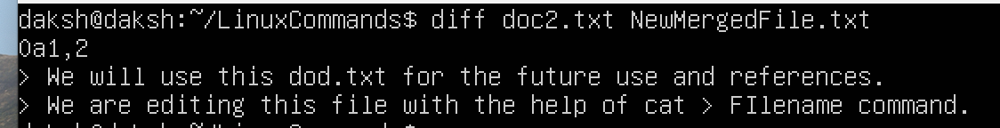 daksh@daksh:~/LinuxCommands$ diff doc2.txt NewMergedFile.txt
0a1,2
> We will use this dod.txt for the future use and references.
> We are editing this file with the help of cat > FIlename command.